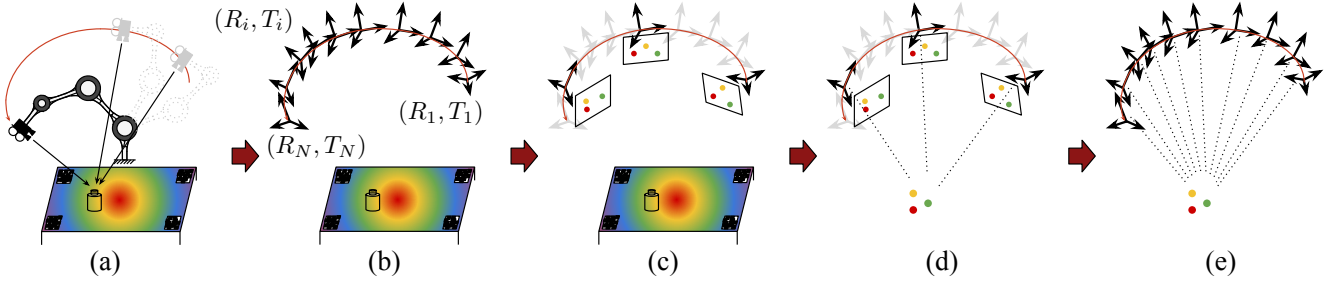 (R_i, T_i)
(R_1, T_1)
(R_N, T_N)
(a)
(b)
(c)
(d)
(e)